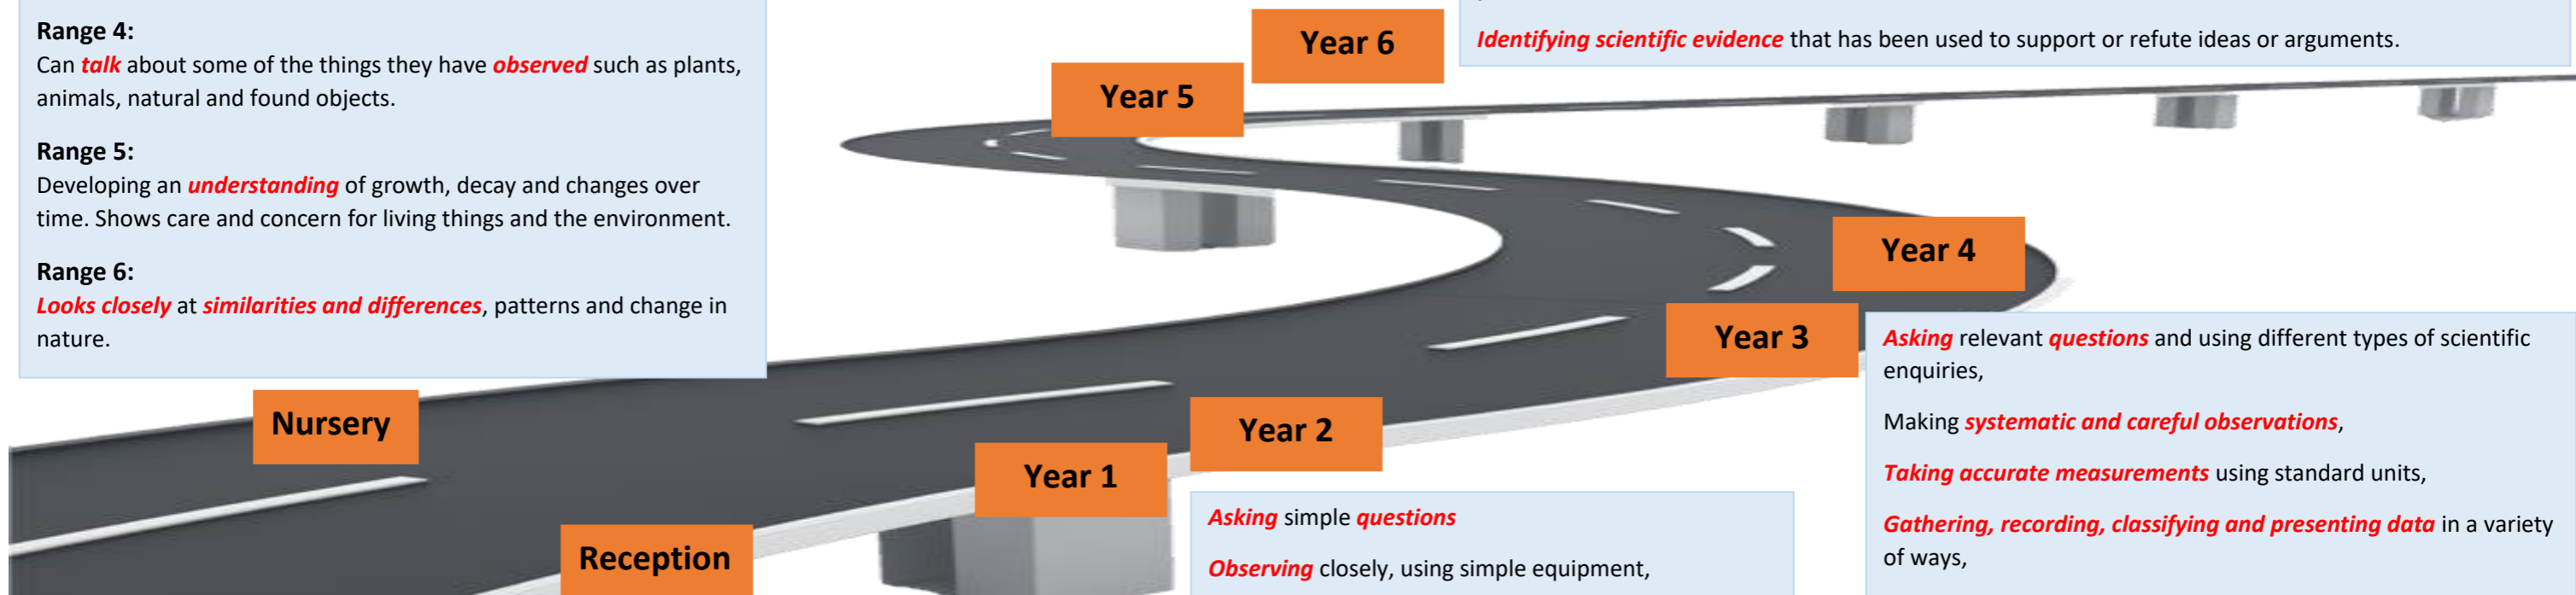 Range 4:
Can talk about some of the things they have observed such as plants,
animals, natural and found objects.
Range 5:
Developing an understanding of growth, decay and changes over
time. Shows care and concern for living things and the environment.
Range 6:
Looks closely at similarities and differences, patterns and change in
nature.
Nursery
Reception
Year 1
Year 2
Asking simple questions
Observing closely, using simple equipment,
Year 3
Year 4
Asking relevant questions and using different types of scientific
enquiries,
Making systematic and careful observations,
Taking accurate measurements using standard units,
Gathering, recording, classifying and presenting data in a variety
of ways,
Year 5
Year 6
Identifying scientific evidence that has been used to support or refute ideas or arguments.